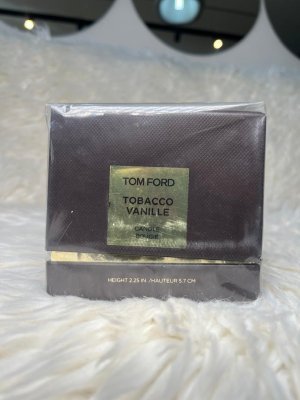 TOM FORD
TOBACCO
VANILLE
CANDLE
BOUGIE
HEIGHT 2.25 IN. / HAUTEUR 5.7 CM